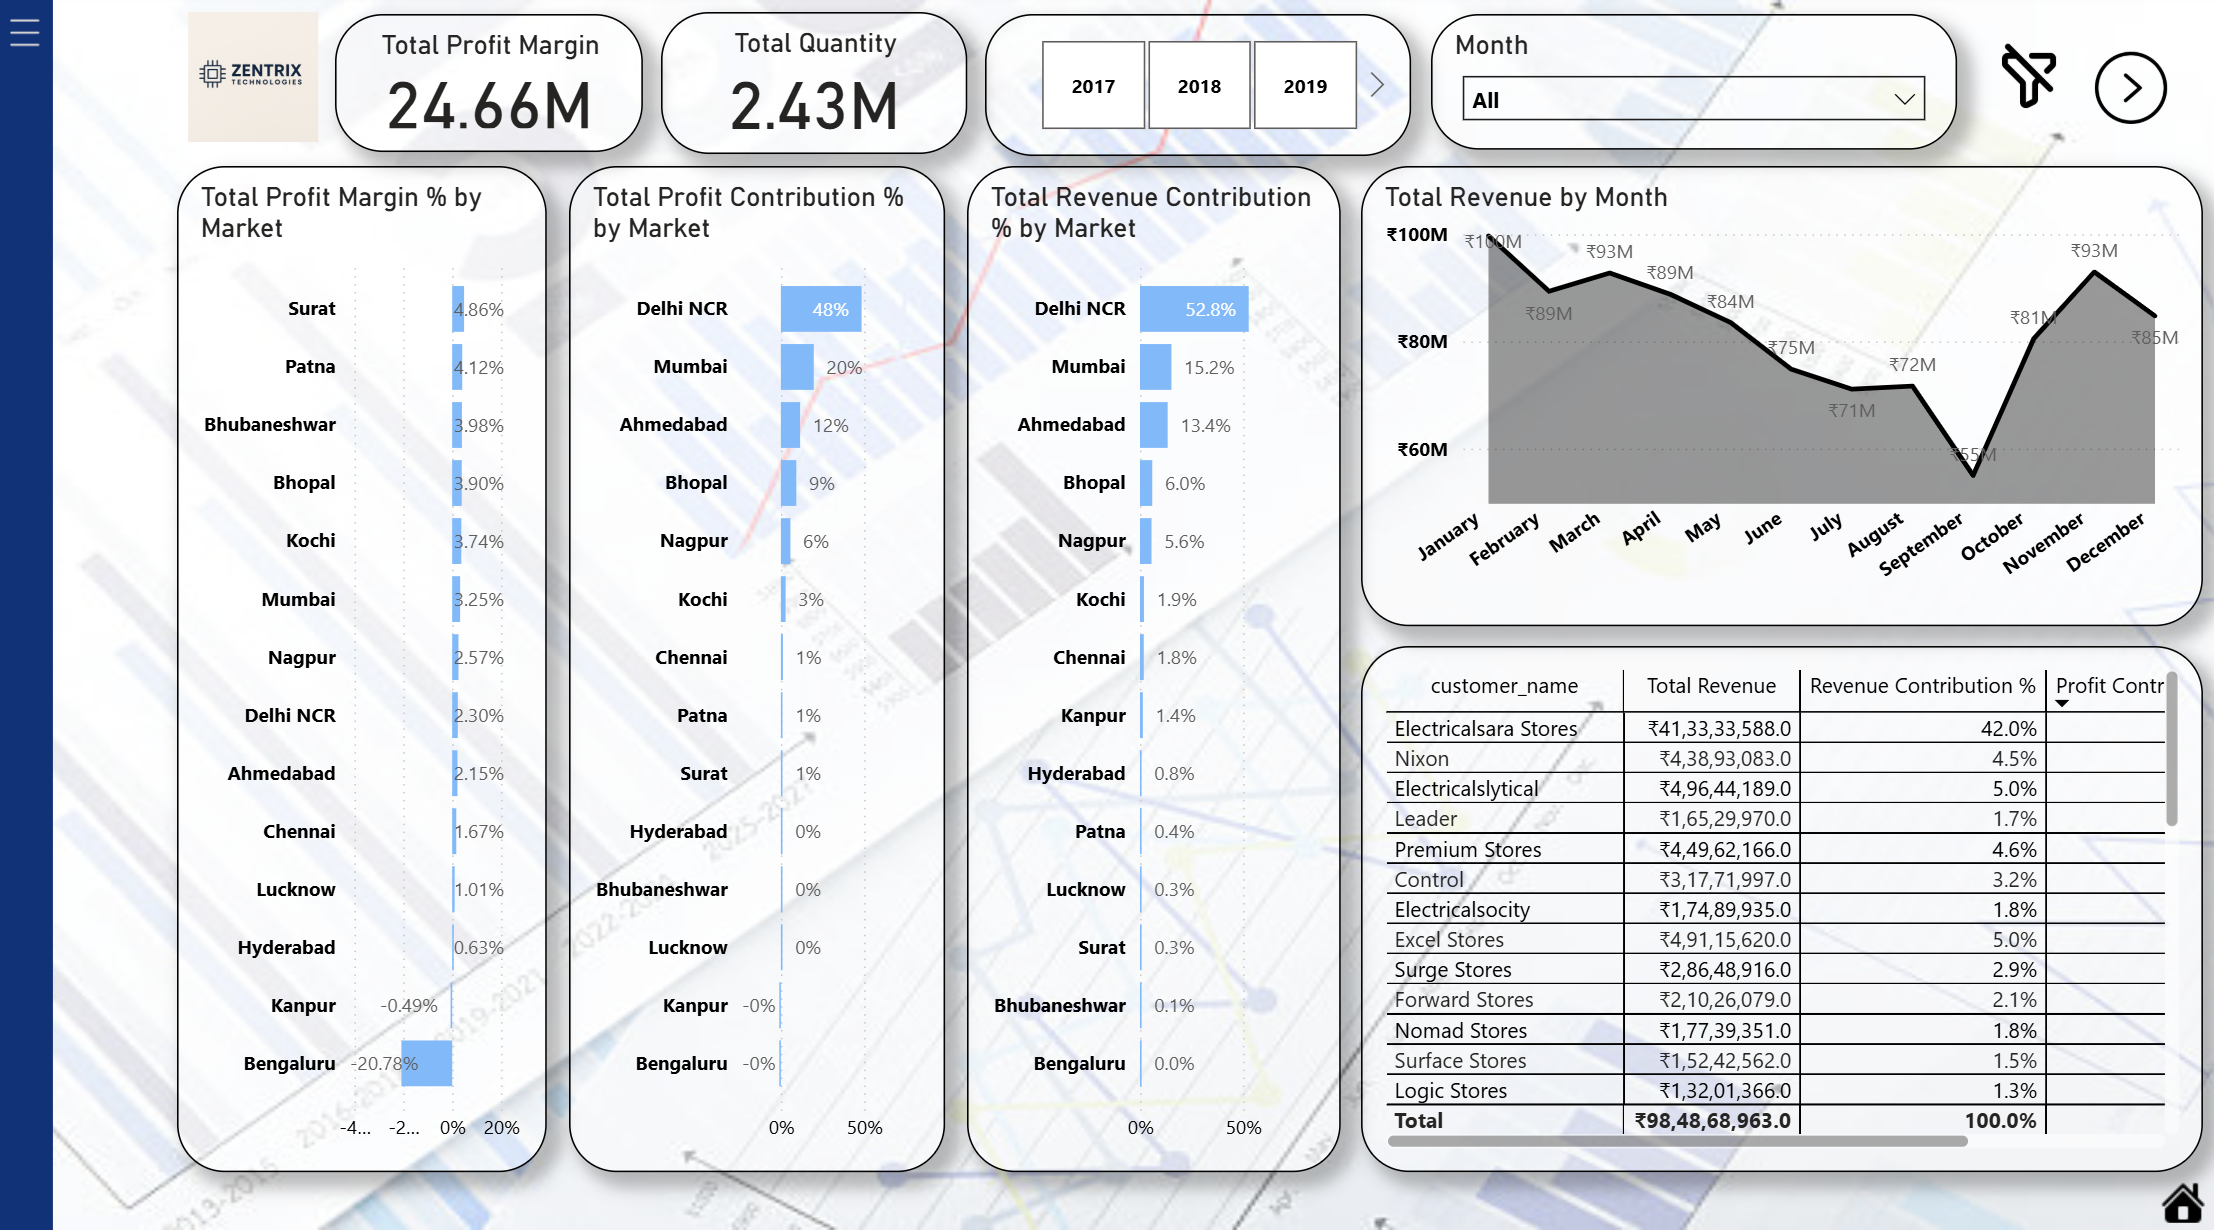 ZENTRIX
TECHNOLOGIES
Total Profit Margin
24.66M
Total Quantity
2.43M
2017
2018
2019
Month
All
Total Profit Margin % by
Market
Surat 4.86%
Patna 4.12%
Bhubaneshwar 3.98%
Bhopal 3.90%
Kochi 3.74%
Mumbai 3.25%
Nagpur 2.57%
Delhi NCR 2.30%
Ahmedabad 2.15%
Chennai 1.67%
Lucknow 1.01%
Hyderabad 0.63%
Kanpur -0.49%
Bengaluru -20.78%
-4... -2... 0% 20%
Total Profit Contribution %
by Market
Delhi NCR 48%
Mumbai 20%
Ahmedabad 12%
Bhopal 9%
Nagpur 6%
Kochi 3%
Chennai 1%
Patna 1%
Surat 1%
Hyderabad 0%
Bhubaneshwar 0%
Lucknow 0%
Kanpur -0%
Bengaluru -0%
0% 50%
Total Revenue Contribution
% by Market
Delhi NCR 52.8%
Mumbai 15.2%
Ahmedabad 13.4%
Bhopal 6.0%
Nagpur 5.6%
Kochi 1.9%
Chennai 1.8%
Kanpur 1.4%
Hyderabad 0.8%
Patna 0.4%
Lucknow 0.3%
Surat 0.3%
Bhubaneshwar 0.1%
Bengaluru 0.0%
0% 50%
Total Revenue by Month
₹100M
₹80M
₹60M
₹100M
₹89M
₹93M
₹89M
₹84M
₹75M
₹71M
₹72M
₹55M
₹81M
₹93M
₹85M
January February March April May June July August September October November December
customer_name Total Revenue Revenue Contribution % Profit Contr
Electricalsara Stores ₹41,33,33,588.0 42.0%
Nixon ₹4,38,93,083.0 4.5%
Electricalslytical ₹4,96,44,189.0 5.0%
Leader ₹1,65,29,970.0 1.7%
Premium Stores ₹4,49,62,166.0 4.6%
Control ₹3,17,71,997.0 3.2%
Electricalsocity ₹1,74,89,935.0 1.8%
Excel Stores ₹4,91,15,620.0 5.0%
Surge Stores ₹2,86,48,916.0 2.9%
Forward Stores ₹2,10,26,079.0 2.1%
Nomad Stores ₹1,77,39,351.0 1.8%
Surface Stores ₹1,52,42,562.0 1.5%
Logic Stores ₹1,32,01,366.0 1.3%
Total ₹98,48,68,963.0 100.0%
2025-2027
2019-2021
2013-2015